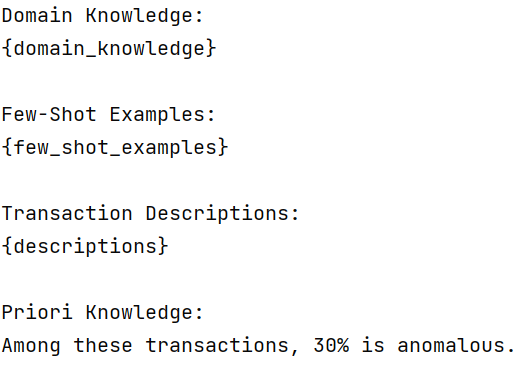 Domain Knowledge:
{domain_knowledge}
Few-Shot Examples:
{few_shot_examples}
Transaction Descriptions:
{descriptions}
Priori Knowledge:
Among these transactions, 30% is anomalous.